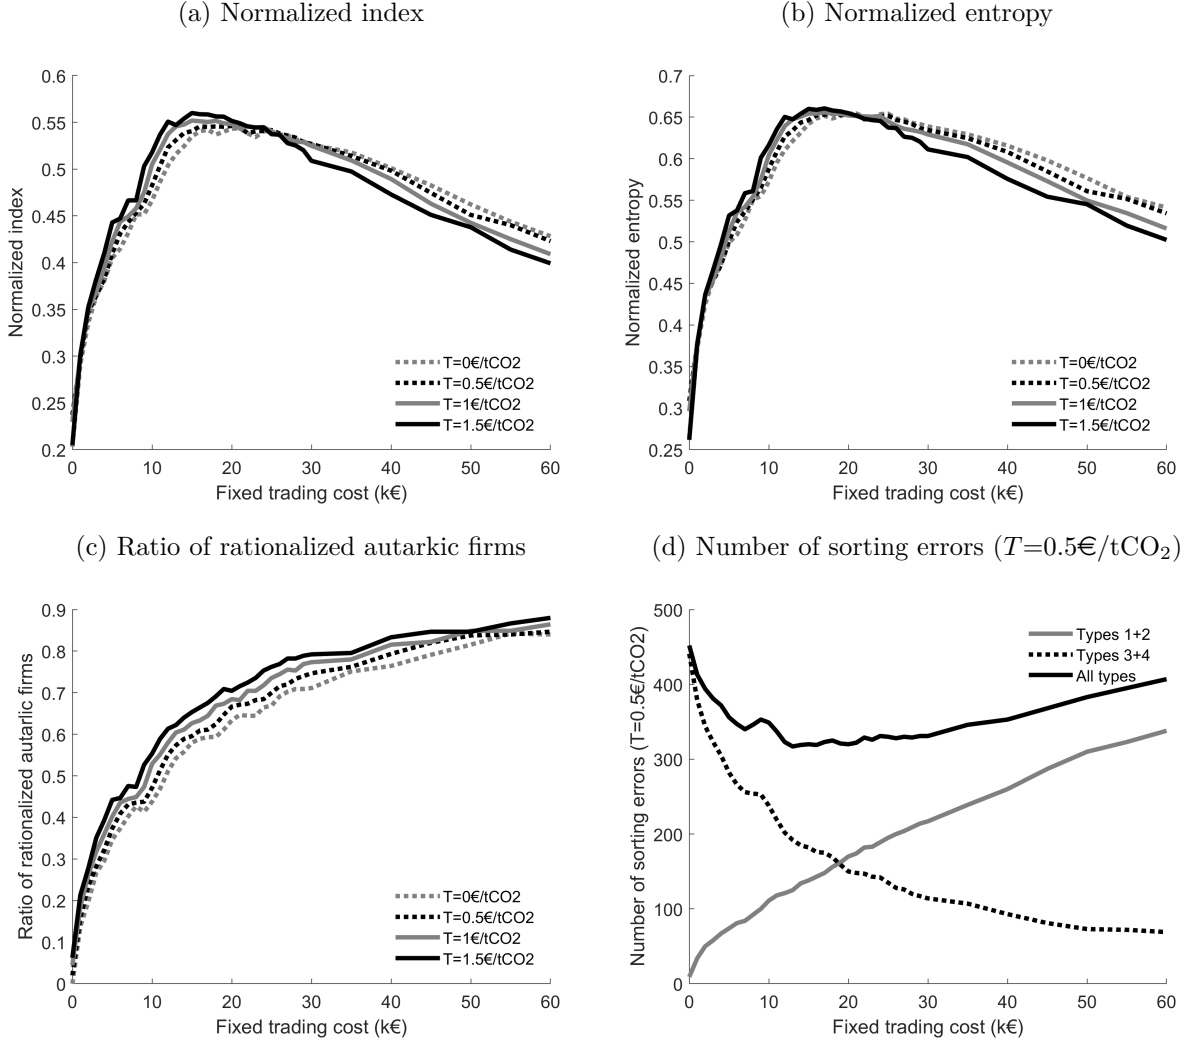 (a) Normalized index
(b) Normalized entropy
Normalized index
0.6
0.55
0.5
0.45
0.4
0.35
0.3
0.25
0.2
0 10 20 30 40 50 60
Fixed trading cost (k€)
T=0€/tCO2
T=0.5€/tCO2
T=1€/tCO2
T=1.5€/tCO2
Normalized entropy
0.7
0.65
0.6
0.55
0.5
0.45
0.4
0.35
0.3
0.25
0 10 20 30 40 50 60
Fixed trading cost (k€)
T=0€/tCO2
T=0.5€/tCO2
T=1€/tCO2
T=1.5€/tCO2
(c) Ratio of rationalized autarkic firms
(d) Number of sorting errors (T=0.5€/tCO₂)
Ratio of rationalized autarkic firms
0.9
0.8
0.7
0.6
0.5
0.4
0.3
0.2
0.1
0
0 10 20 30 40 50 60
Fixed trading cost (k€)
T=0€/tCO2
T=0.5€/tCO2
T=1€/tCO2
T=1.5€/tCO2
Number of sorting errors (T=0.5€/tCO2)
500
400
300
200
100
0
0 10 20 30 40 50 60
Fixed trading cost (k€)
Types 1+2
Types 3+4
All types